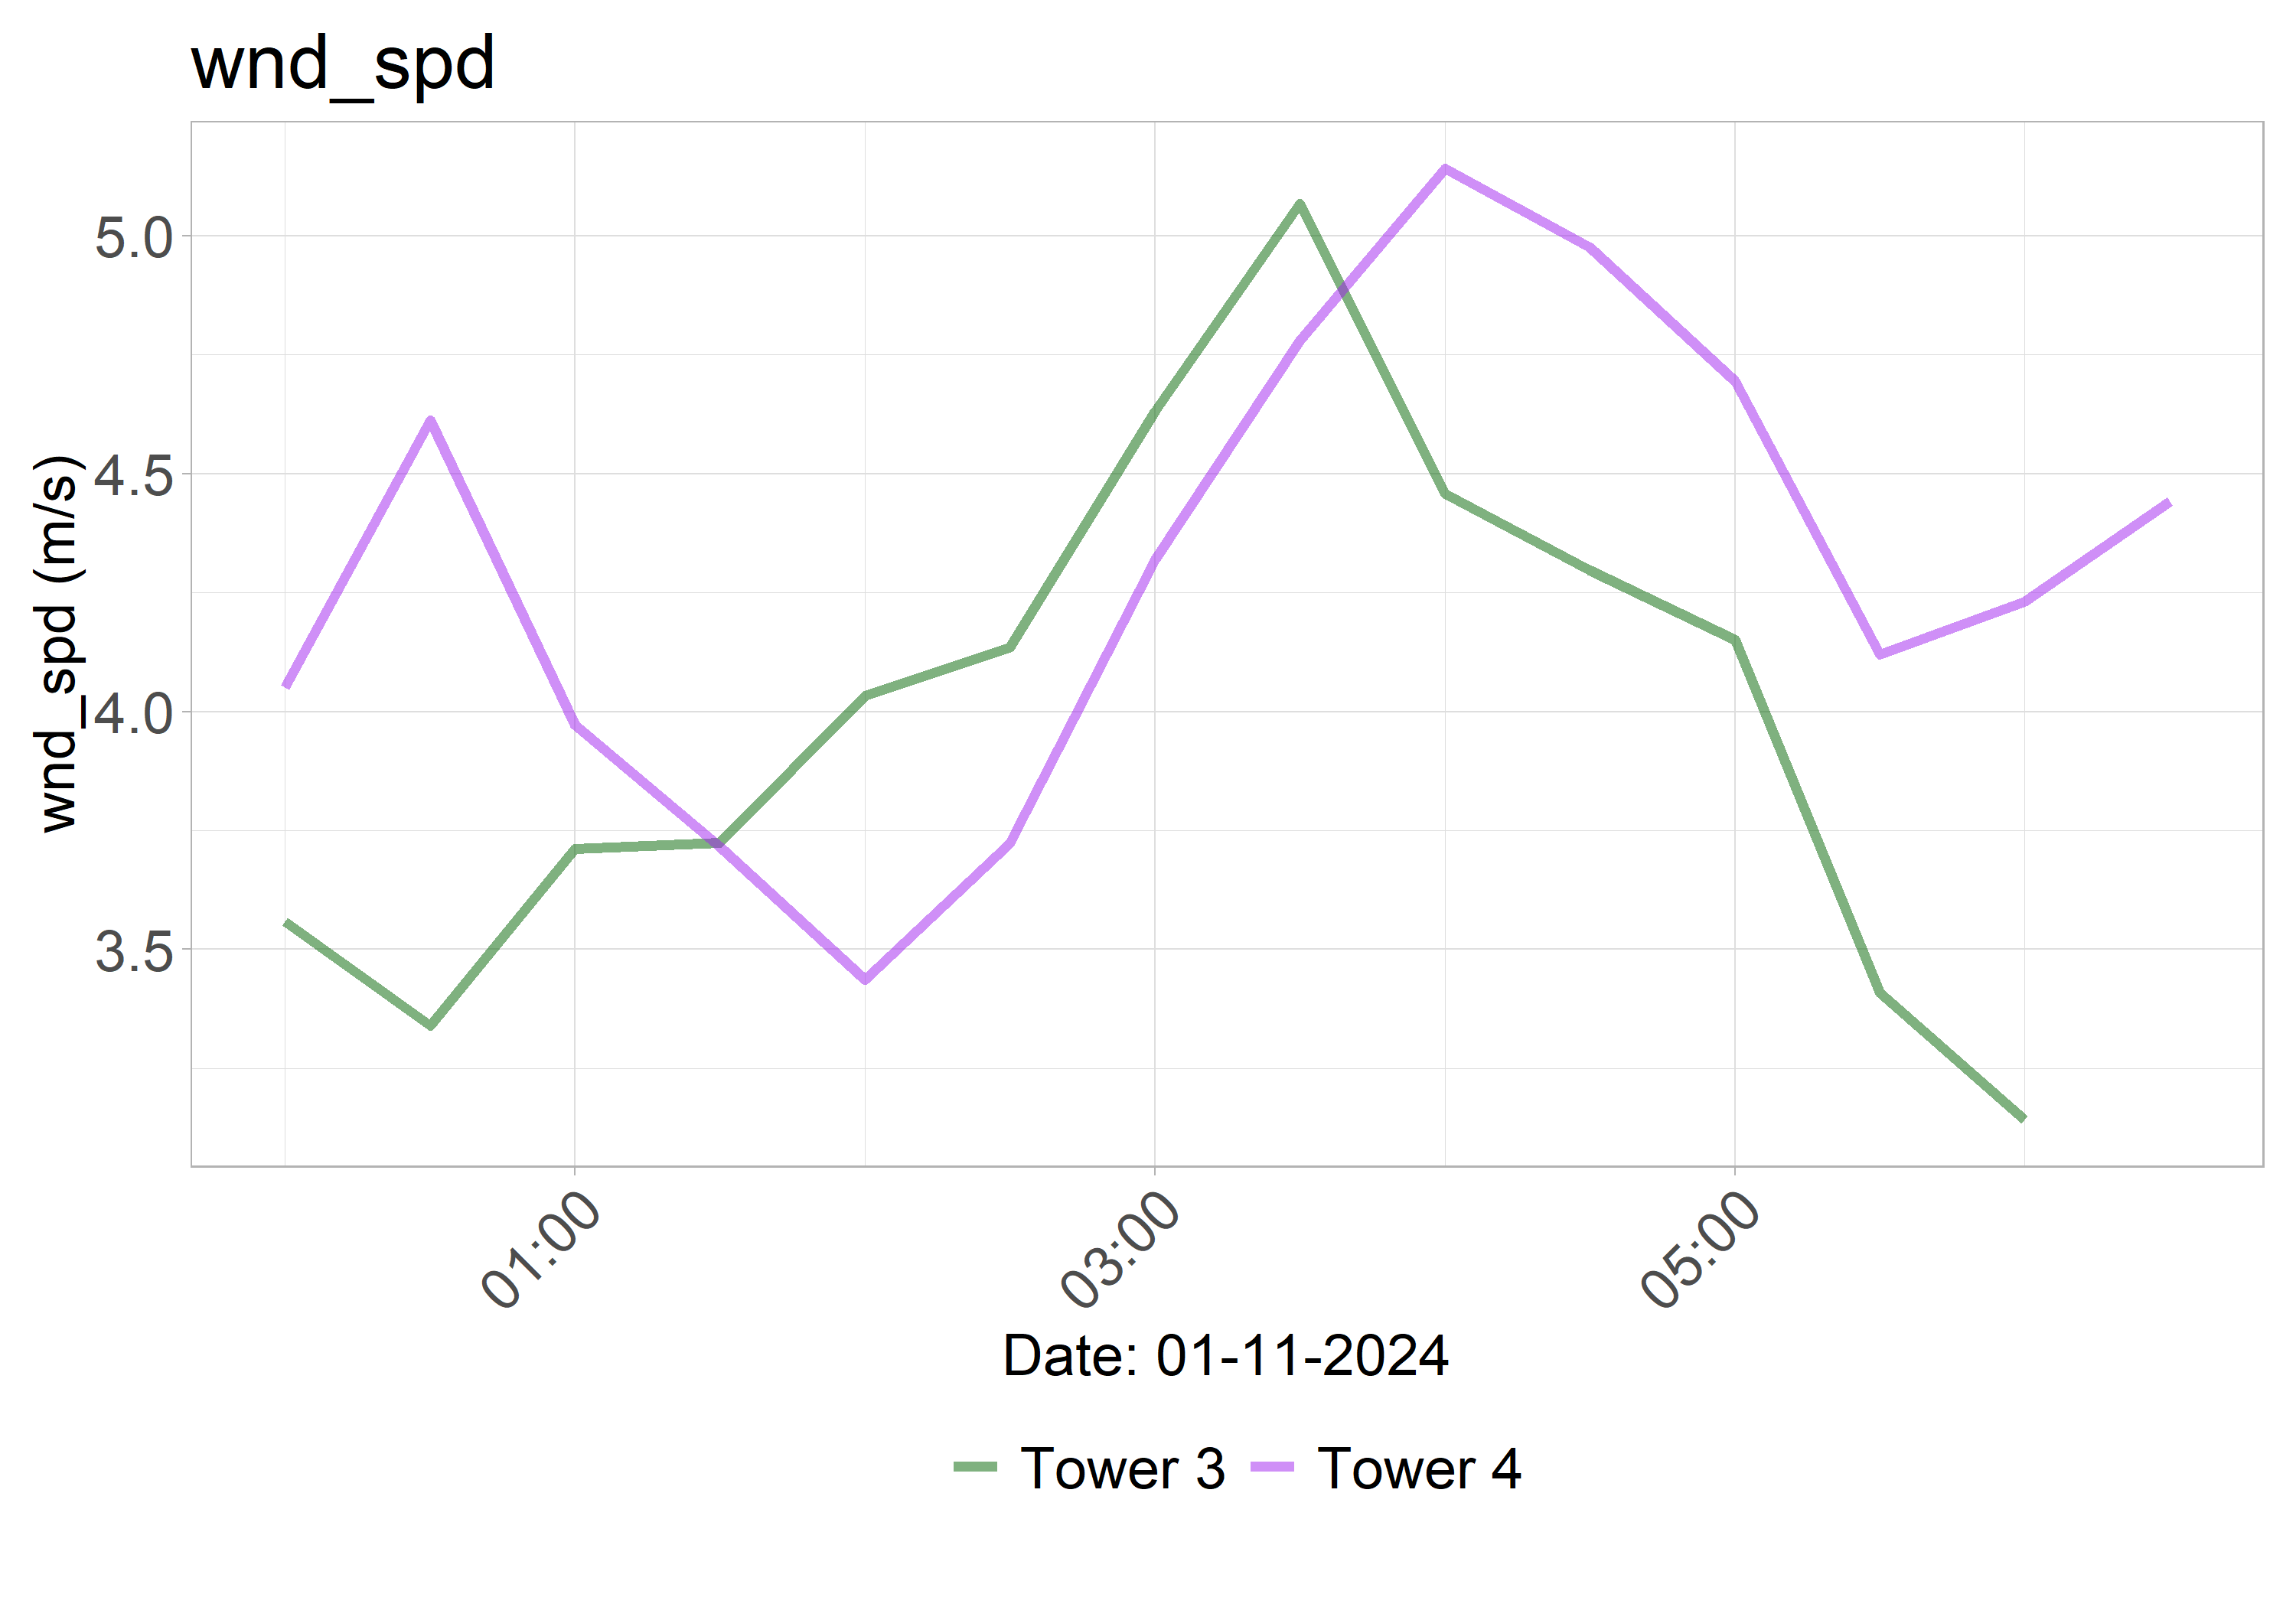 wnd_spd
wnd_spd (m/s)
5.0
4.5
4.0
3.5
01:00
03:00
05:00
Date: 01-11-2024
Tower 3
Tower 4